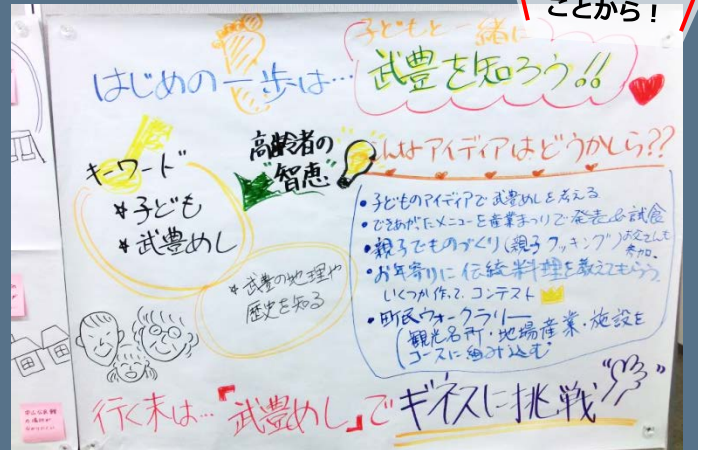 ことから！
子どもと一緒に
はじめの一歩は… 武豊を知ろう!!
高齢者の
"智恵"
こんなアイディアはどうかしら??
キーワード
＊子ども
＊武豊めし
＊武豊の地理や
歴史を知る
・子どものアイディアで武豊めしを考える
・できあがったメニューを産業まつりで発表&試食
・親子でものづくり(親子クッキング) お父さんも
参加。
・お年寄りに伝統料理を教えてもらう。
いくつか作って、コンテスト
・町民ウォークラリー
(観光名所・地場産業・施設を
コースに組み込む
行く末は…『武豊めし』でギネスに挑戦